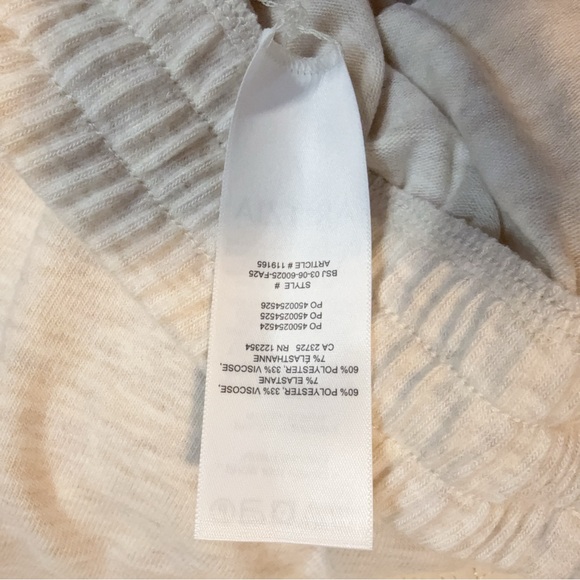 60% POLYESTER, 33% VISCOSE,
7% ELASTANE
60% POLYESTER, 33% VISCOSE,
7% ELASTHANNE
CA 23725 RN 122354
PO 4500254524
PO 4500254525
PO 4500254526
STYLE #
BSJ 03-06-60025-FA25
ARTICLE # 119165